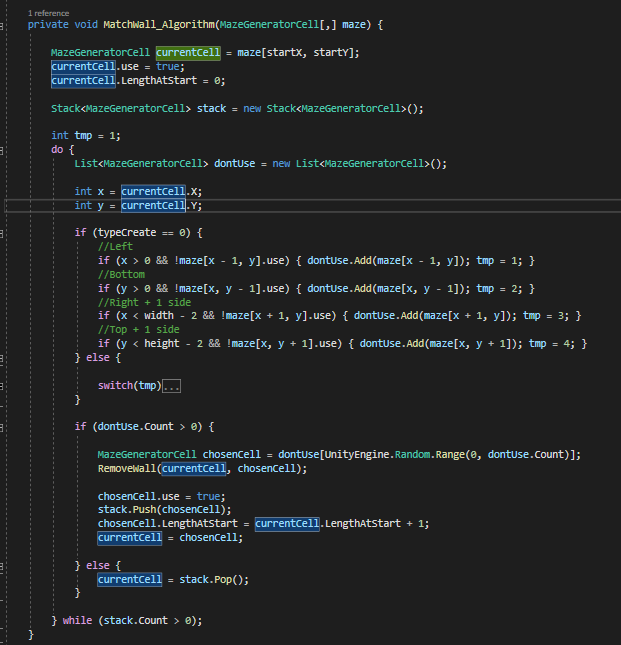 1 reference
private void MatchWall_Algorithm(MazeGeneratorCell[,] maze) {
MazeGeneratorCell currentCell = maze[startX, startY];
currentCell.use = true;
currentCell.LengthAtStart = 0;
Stack<MazeGeneratorCell> stack = new Stack<MazeGeneratorCell>();
int tmp = 1;
do {
List<MazeGeneratorCell> dontUse = new List<MazeGeneratorCell>();
int x = currentCell.X;
int y = currentCell.Y;
if (typeCreate == 0) {
//Left
if (x > 0 && !maze[x - 1, y].use) { dontUse.Add(maze[x - 1, y]); tmp = 1; }
//Bottom
if (y > 0 && !maze[x, y - 1].use) { dontUse.Add(maze[x, y - 1]); tmp = 2; }
//Right + 1 side
if (x < width - 2 && !maze[x + 1, y].use) { dontUse.Add(maze[x + 1, y]); tmp = 3; }
//Top + 1 side
if (y < height - 2 && !maze[x, y + 1].use) { dontUse.Add(maze[x, y + 1]); tmp = 4; }
} else {
switch(tmp)...
}
if (dontUse.Count > 0) {
MazeGeneratorCell chosenCell = dontUse[UnityEngine.Random.Range(0, dontUse.Count)];
RemoveWall(currentCell, chosenCell);
chosenCell.use = true;
stack.Push(chosenCell);
chosenCell.LengthAtStart = currentCell.LengthAtStart + 1;
currentCell = chosenCell;
} else {
currentCell = stack.Pop();
}
} while (stack.Count > 0);
}